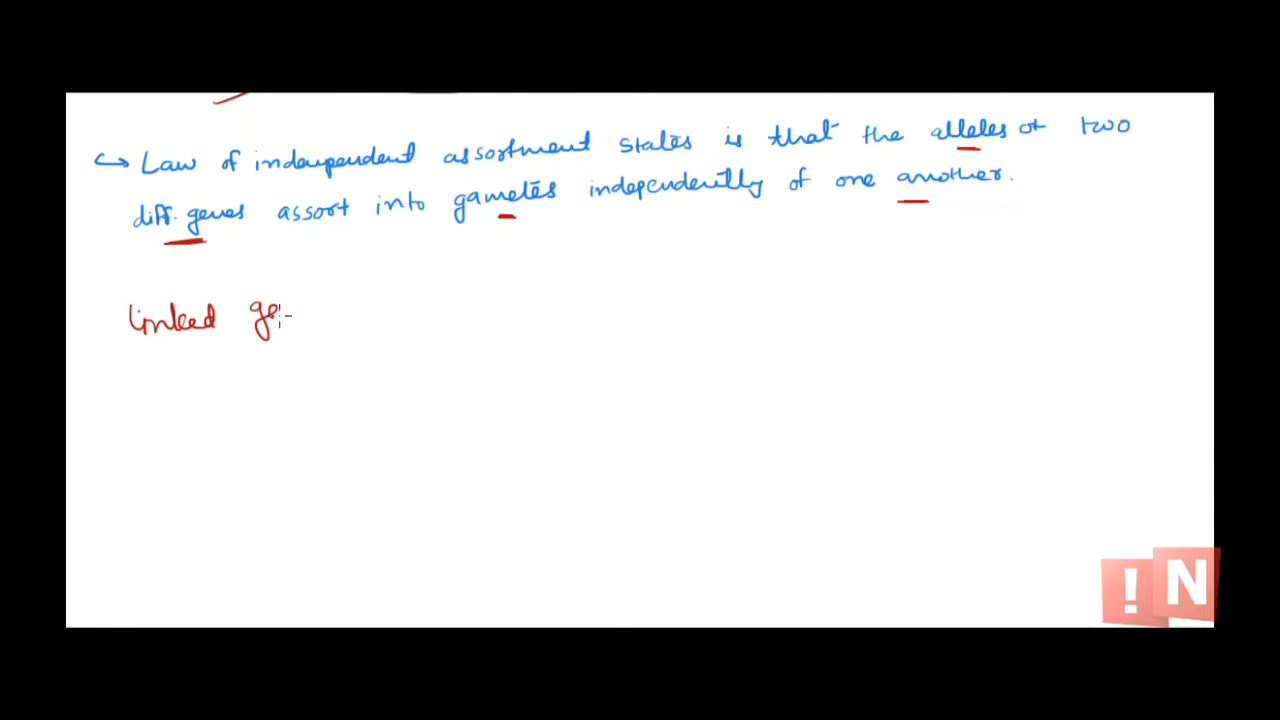 ↪ Law of independent assortment states is that the alleles of two
diff. genes assort into gametes independently of one another.
linked ge
!N